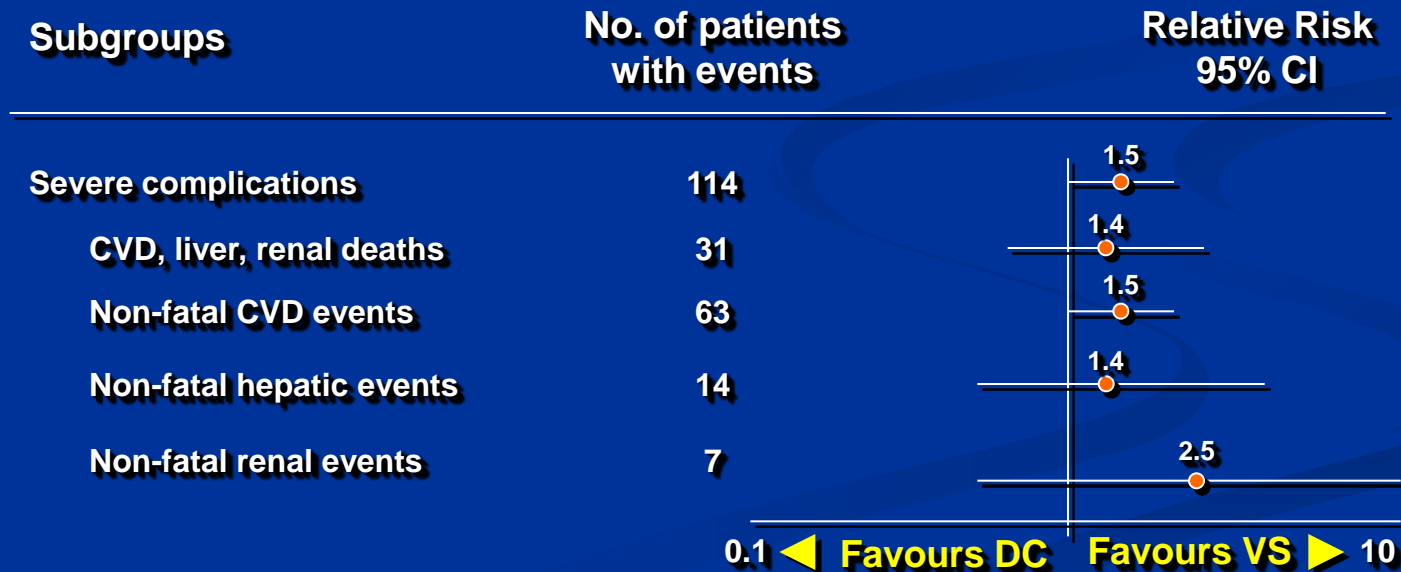 Subgroups
No. of patients
with events
Relative Risk
95% CI
Severe complications 114 1.5
CVD, liver, renal deaths 31 1.4
Non-fatal CVD events 63 1.5
Non-fatal hepatic events 14 1.4
Non-fatal renal events 7 2.5
0.1 ◀ Favours DC Favours VS ▶ 10